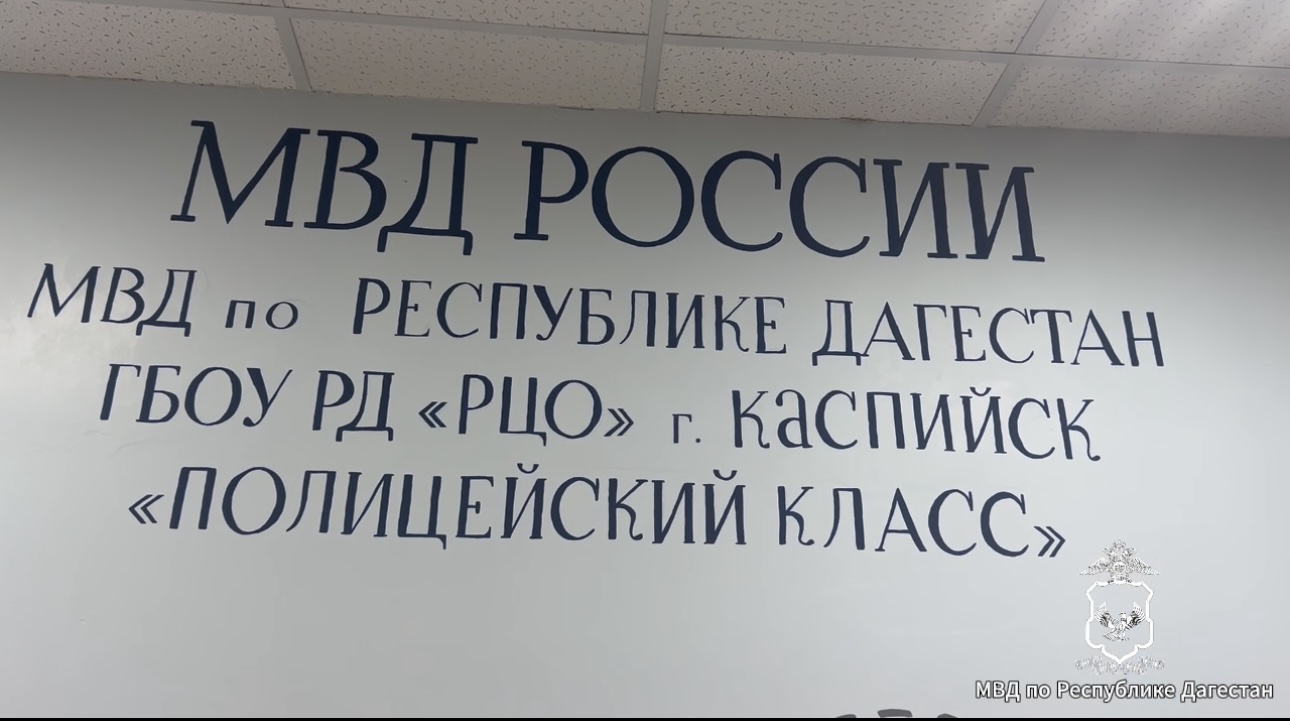 МВД РОССИИ
МВД по РЕСПУБЛИКЕ ДАГЕСТАН
ГБОУ РД «РЦО» г. КаСПИЙСК
«ПОЛИЦЕЙСКИЙ КЛАСС»
МВД по Республике Дагестан